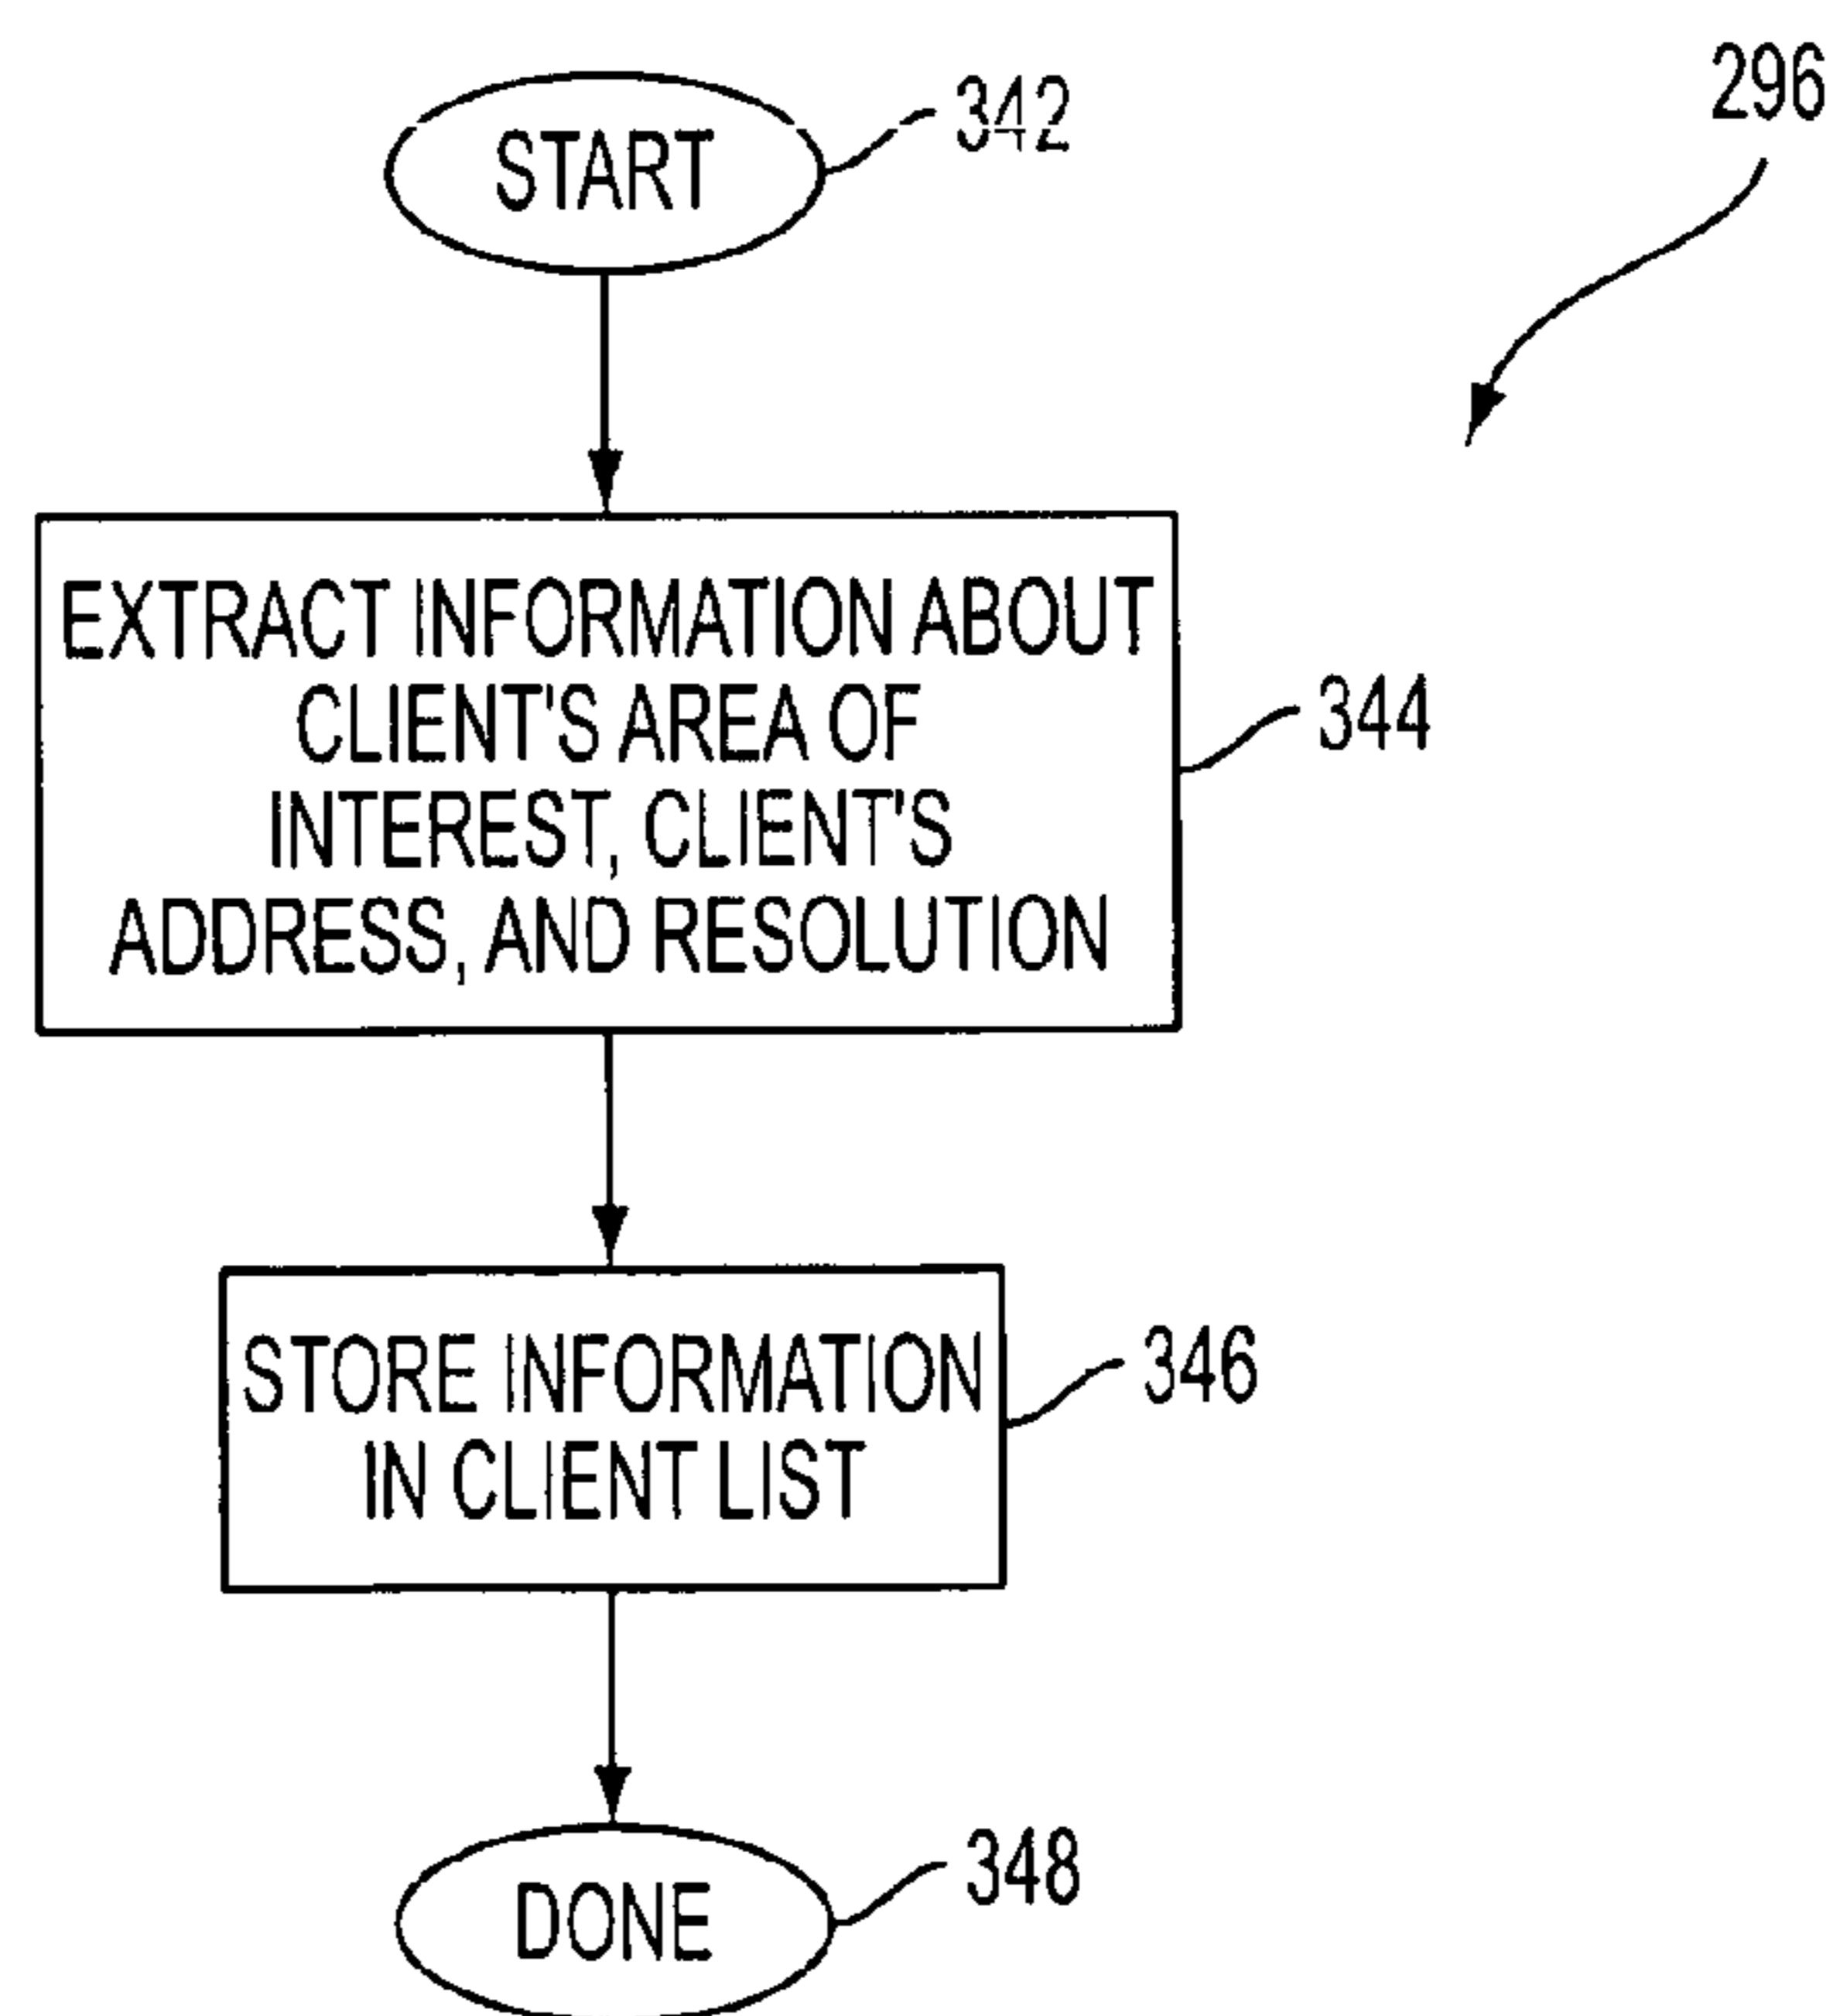 296
START
342
EXTRACT INFORMATION ABOUT
CLIENT'S AREA OF
INTEREST, CLIENT'S
ADDRESS, AND RESOLUTION
344
STORE INFORMATION
IN CLIENT LIST
346
DONE
348